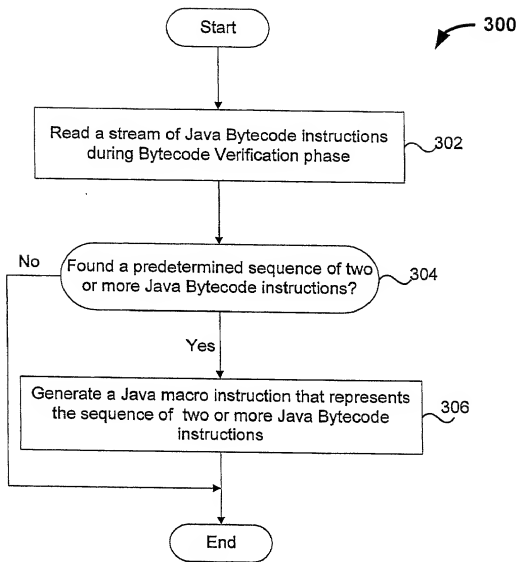 Start
300
Read a stream of Java Bytecode instructions
during Bytecode Verification phase
302
No
Found a predetermined sequence of two
or more Java Bytecode instructions?
304
Yes
Generate a Java macro instruction that represents
the sequence of two or more Java Bytecode
instructions
306
End